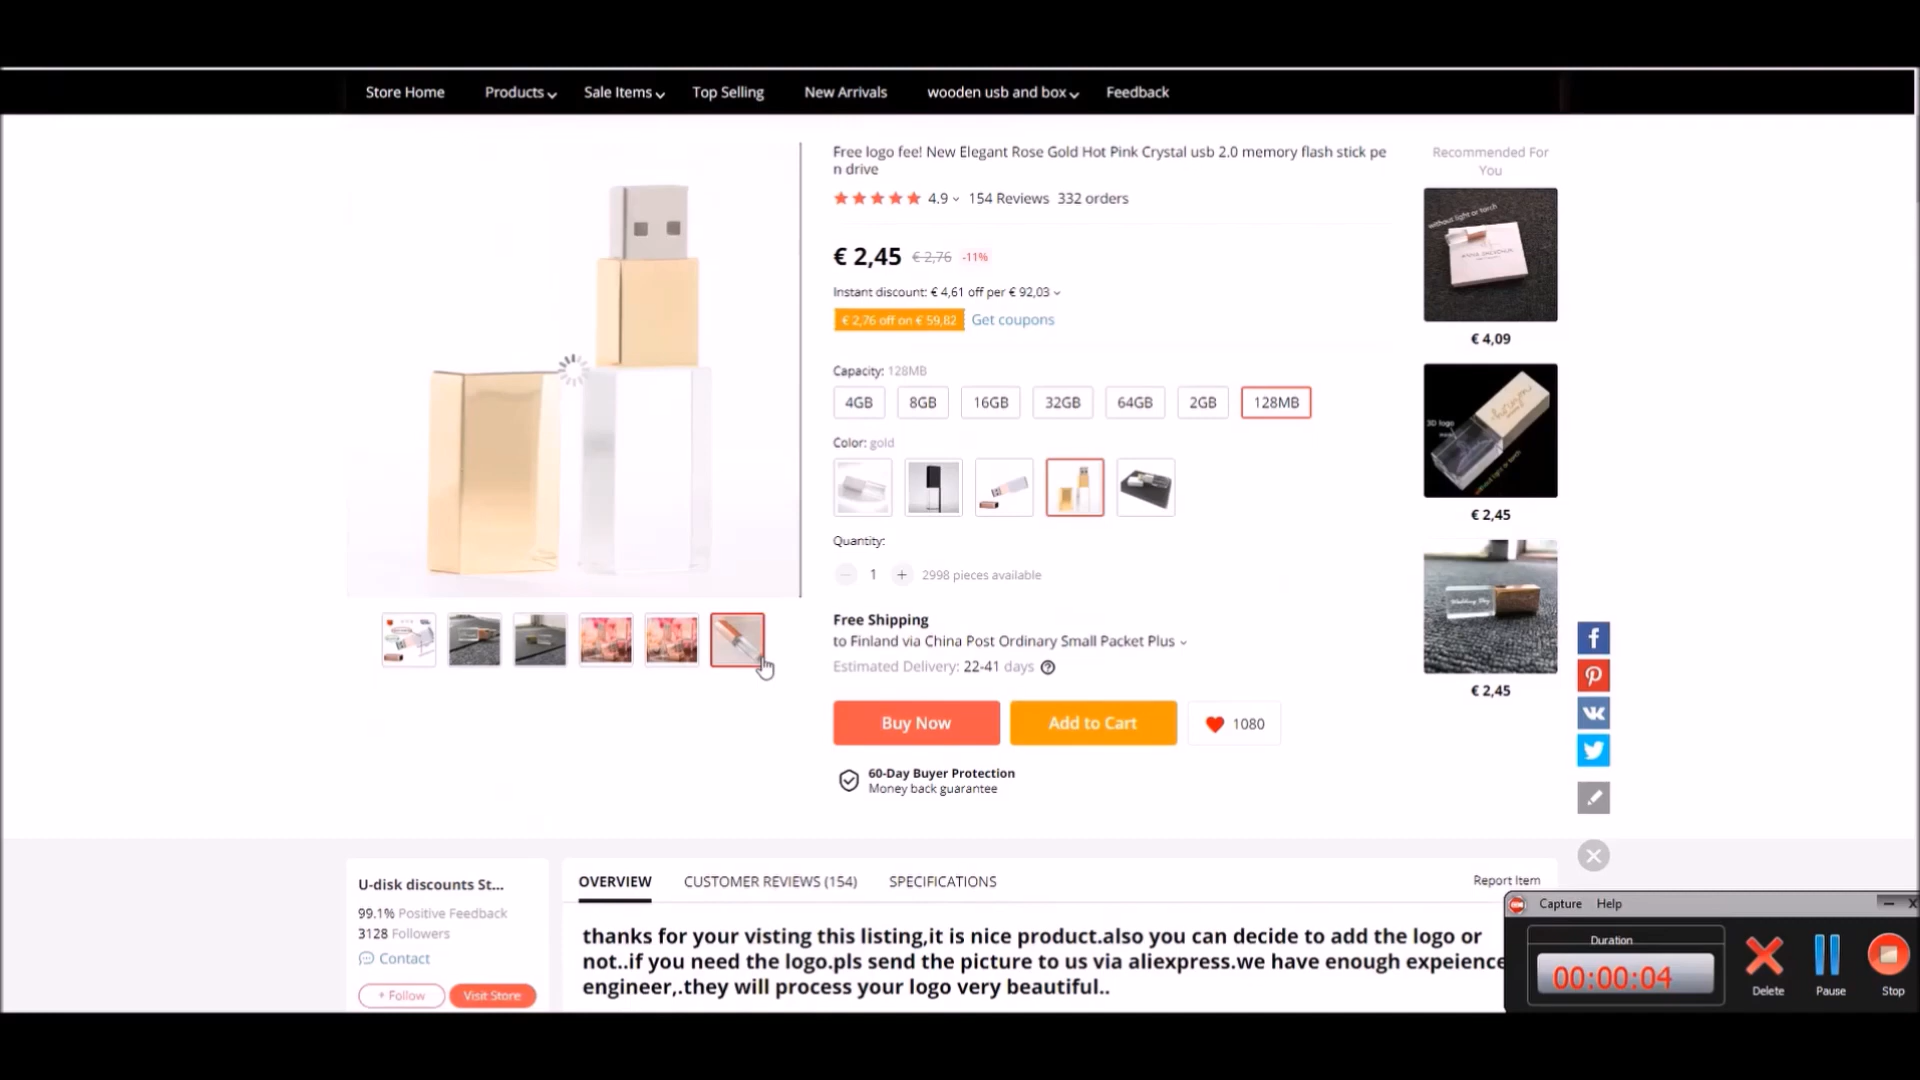 Store Home Products Sale Items Top Selling New Arrivals wooden usb and box Feedback
Free logo fee! New Elegant Rose Gold Hot Pink Crystal usb 2.0 memory flash stick pe
n drive
4.9 154 Reviews 332 orders
€ 2,45 € 2,76 -11%
Instant discount: € 4,61 off per € 92,03
€ 2,76 off on € 59,82 Get coupons
Capacity: 128MB
4GB 8GB 16GB 32GB 64GB 2GB 128MB
Color: gold
Quantity:
1 2998 pieces available
Free Shipping
to Finland via China Post Ordinary Small Packet Plus
Estimated Delivery: 22-41 days
Buy Now Add to Cart 1080
60-Day Buyer Protection
Money back guarantee
Recommended For
You
without light or torch
€ 4,09
3D logo
€ 2,45
Wedding Day
€ 2,45
U-disk discounts St...
99.1% Positive Feedback
3128 Followers
Contact
+ Follow Visit Store
OVERVIEW CUSTOMER REVIEWS (154) SPECIFICATIONS Report Item
thanks for your visting this listing,it is nice product.also you can decide to add the logo or
not..if you need the logo.pls send the picture to us via aliexpress.we have enough expeience
engineer,.they will process your logo very beautiful..
Capture Help
Duration
00:00:04
Delete Pause Stop